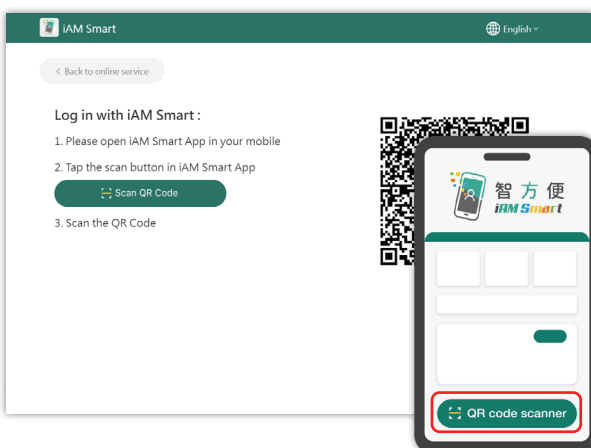 iAM Smart
English
< Back to online service
Log in with iAM Smart :
1. Please open iAM Smart App in your mobile
2. Tap the scan button in iAM Smart App
Scan QR Code
3. Scan the QR Code
智方便
iAM Smart
QR code scanner